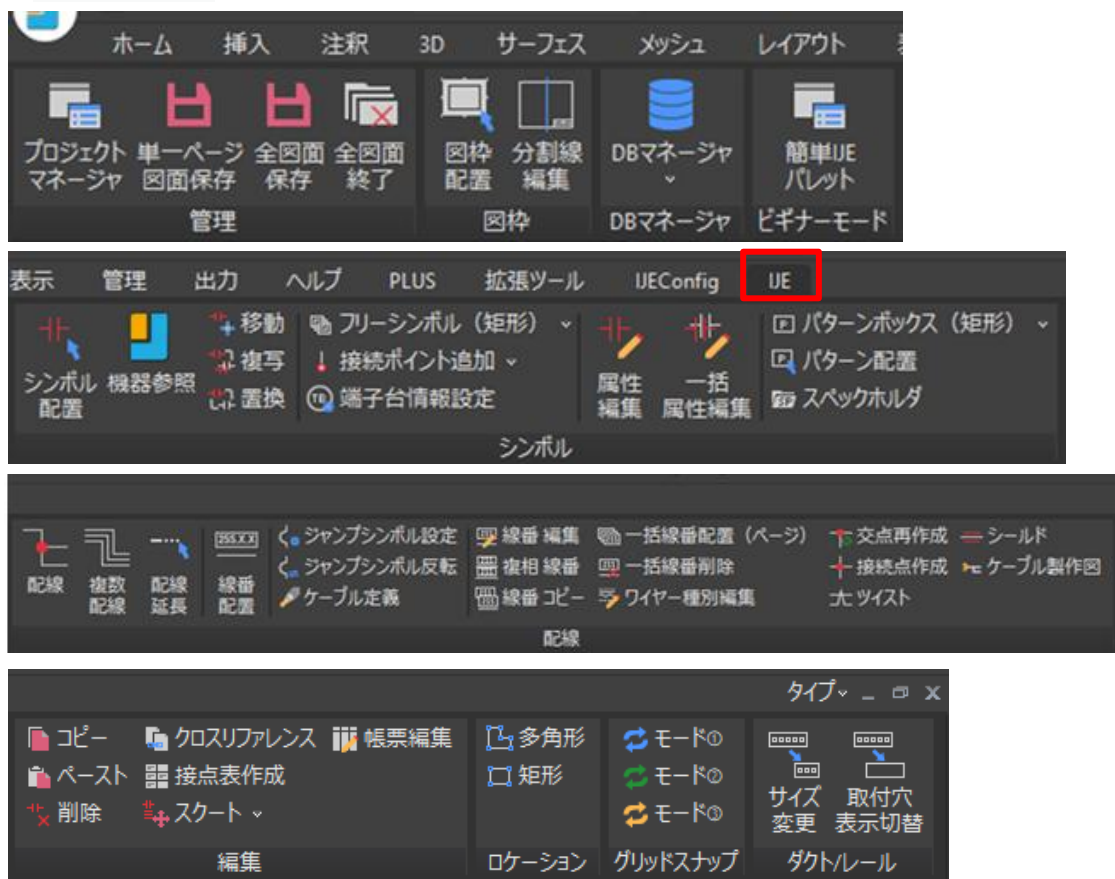 ホーム 挿入 注釈 3D サーフェス メッシュ レイアウト
プロジェクト
マネージャ
単一ページ
図面保存
全図面
保存
全図面
終了
図枠
配置
分割線
編集
DBマネージャ
簡単IJE
パレット
管理 図枠 DBマネージャ ビギナーモード
表示 管理 出力 ヘルプ PLUS 拡張ツール IJEConfig IJE
シンボル
配置
機器参照
移動
複写
置換
フリーシンボル（矩形）
接続ポイント追加
端子台情報設定
属性
編集
一括
属性編集
パターンボックス（矩形）
パターン配置
スペックホルダ
シンボル
配線
複数
配線
配線
延長
線番
配置
ジャンプシンボル設定
ジャンプシンボル反転
ケーブル定義
線番 編集
複相 線番
線番 コピー
一括線番配置（ページ）
一括線番削除
ワイヤー種別編集
交点再作成
接続点作成
ツイスト
シールド
ケーブル製作図
配線
タイプ
コピー
ペースト
削除
クロスリファレンス
接点表作成
スクート
帳票編集
多角形
矩形
モード①
モード②
モード③
サイズ
変更
取付穴
表示切替
編集 ロケーション グリッドスナップ ダクト/レール